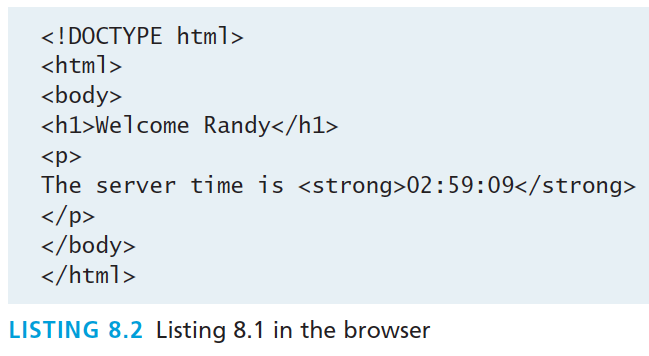 <!DOCTYPE html>
<html>
<body>
<h1>Welcome Randy</h1>
<p>
The server time is <strong>02:59:09</strong>
</p>
</body>
</html>
LISTING 8.2 Listing 8.1 in the browser